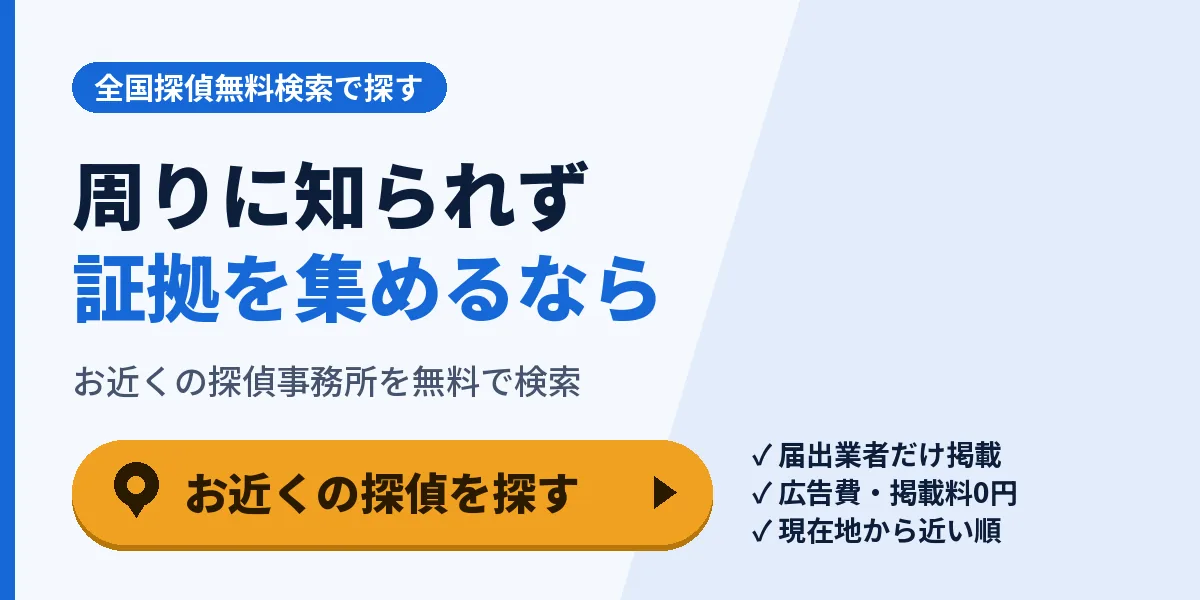 全国探偵無料検索で探す
周りに知られず
証拠を集めるなら
お近くの探偵事務所を無料で検索
お近くの探偵を探す
✓届出業者だけ掲載
✓広告費・掲載料0円
✓現在地から近い順